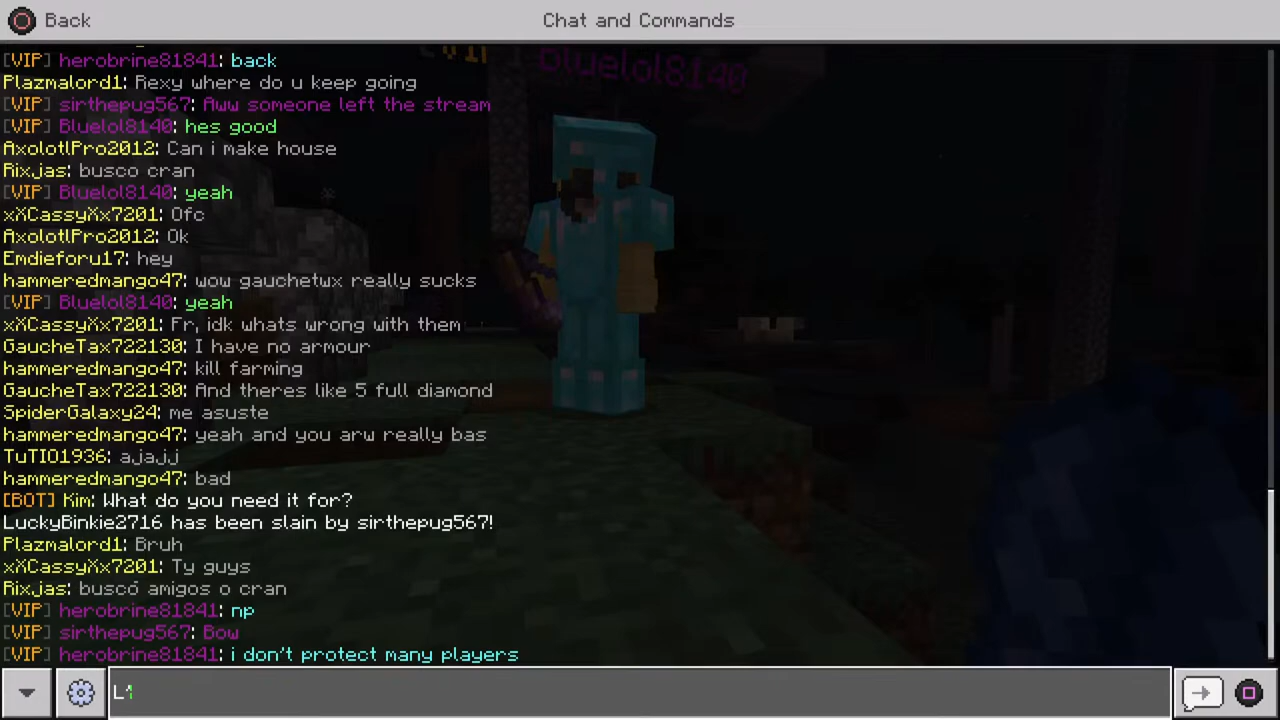 Back
Chat and Commands
Bluelol8140
[VIP] herobrine81841: back
Plazmalord1: Rexy where do u keep going
[VIP] sirthepug567: Aww someone left the stream
[VIP] Bluelol8140: hes good
AxolotlPro2012: Can i make house
Rixjas: busco cran
[VIP] Bluelol8140: yeah
xXCassyXx7201: Ofc
AxolotlPro2012: Ok
Emdieforu17: hey
hammeredmango47: wow gauchetwx really sucks
[VIP] Bluelol8140: yeah
xXCassyXx7201: Fr, idk whats wrong with them
GaucheTax722130: I have no armour
hammeredmango47: kill farming
GaucheTax722130: And theres like 5 full diamond
SpiderGalaxy24: me asuste
hammeredmango47: yeah and you arw really bas
TuTIO1936: ajajj
hammeredmango47: bad
[BOT] Kim: What do you need it for?
LuckyBinkie2716 has been slain by sirthepug567!
Plazmalord1: Bruh
xXCassyXx7201: Ty guys
Rixjas: buscó amigos o cran
[VIP] herobrine81841: np
[VIP] sirthepug567: Bow
[VIP] herobrine81841: i don't protect many players
L